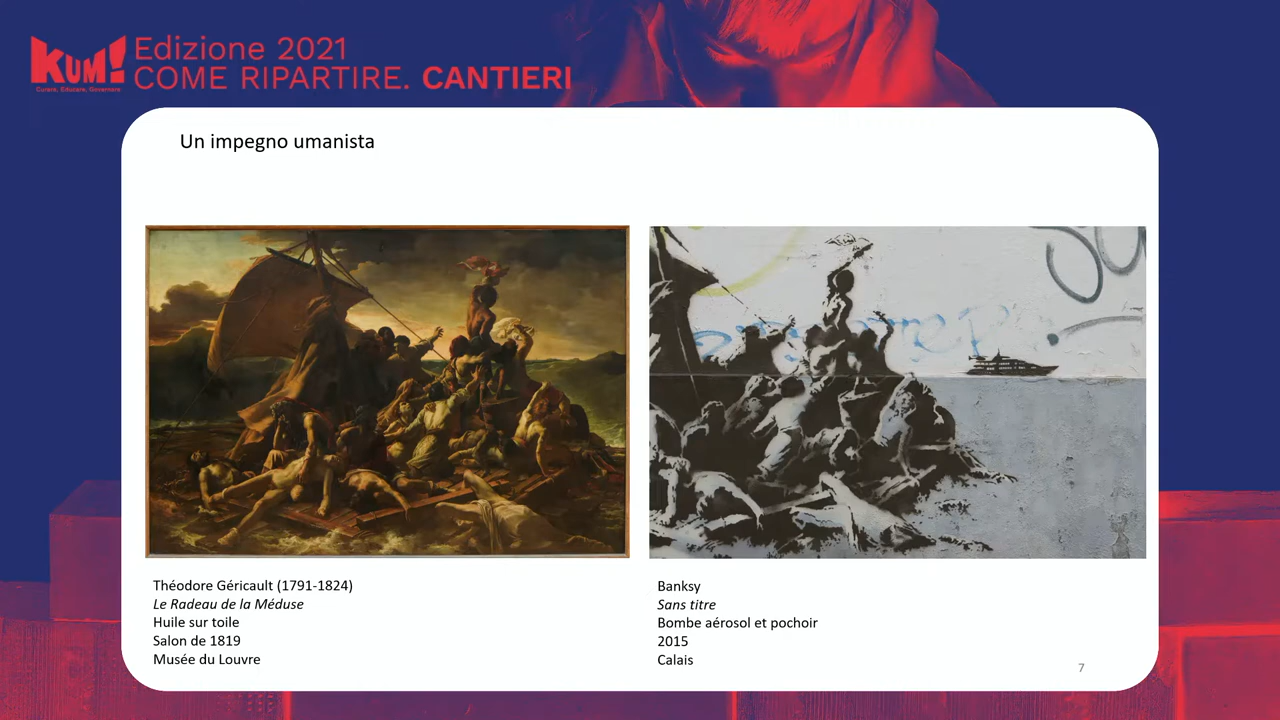 KUM!
Curare, Educare, Governare
Edizione 2021
COME RIPARTIRE. CANTIERI
Un impegno umanista
Théodore Géricault (1791-1824)
Le Radeau de la Méduse
Huile sur toile
Salon de 1819
Musée du Louvre
Banksy
Sans titre
Bombe aérosol et pochoir
2015
Calais
7